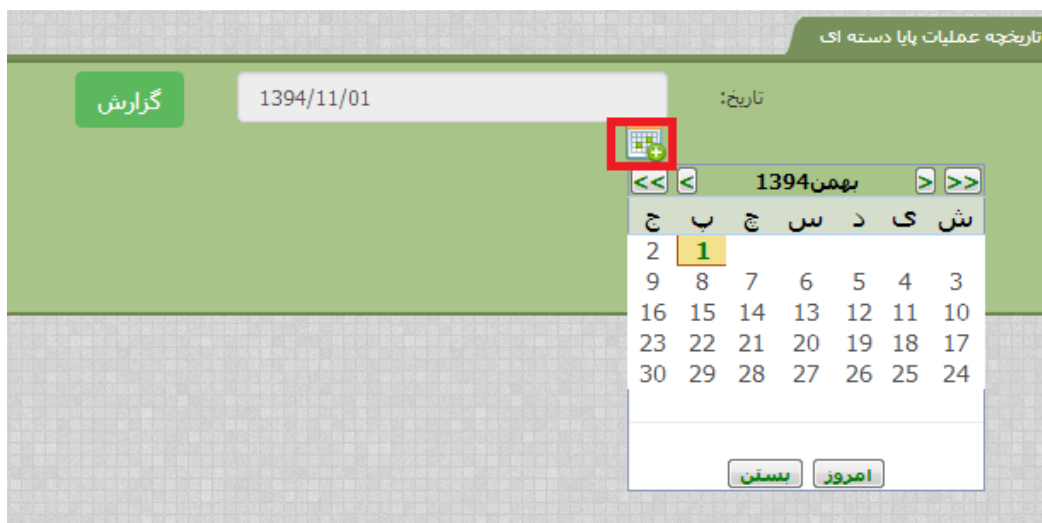 تاریخچه عملیات پایا دسته ای
تاریخ: 1394/11/01 گزارش
<< < بهمن1394 > >>
ش ی د س چ پ ج
1 2
3 4 5 6 7 8 9
10 11 12 13 14 15 16
17 18 19 20 21 22 23
24 25 26 27 28 29 30
امروز بستن